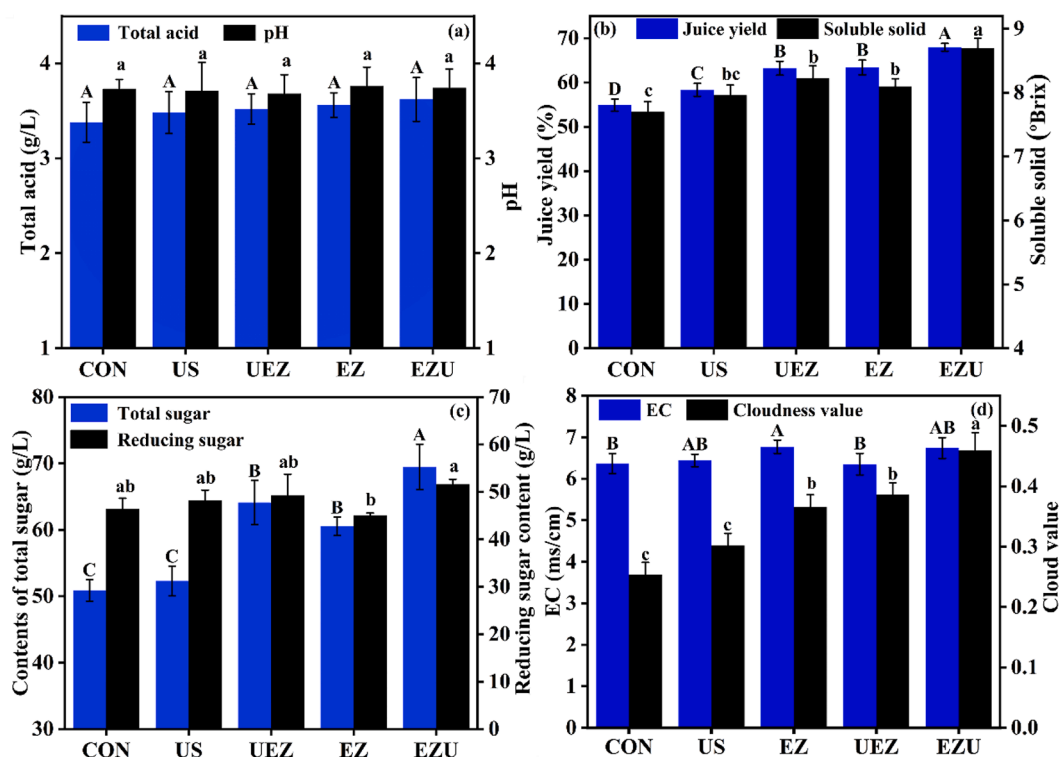 Total acid
pH
(a)
A a A a A a A a A a
4
3
2
1
Total acid (g/L)
4
3
2
1
pH
CON US UEZ EZ EZU
(b)
Juice yield
Soluble solid
D c C bc B b B b A a
70
60
50
40
30
20
10
0
Juice yield (%)
9
8
7
6
5
4
Soluble solid (ºBrix)
CON US UEZ EZ EZU
Total sugar
Reducing sugar
(c)
C ab C ab B ab B b A a
80
70
60
50
40
30
Contents of total sugar (g/L)
70
60
50
40
30
20
10
0
Reducing sugar content (g/L)
CON US UEZ EZ EZU
EC
Cloudness value
(d)
B c AB c A b B b AB a
8
7
6
5
4
3
2
1
0
EC (ms/cm)
0.5
0.4
0.3
0.2
0.1
0.0
Cloud value
CON US EZ UEZ EZU